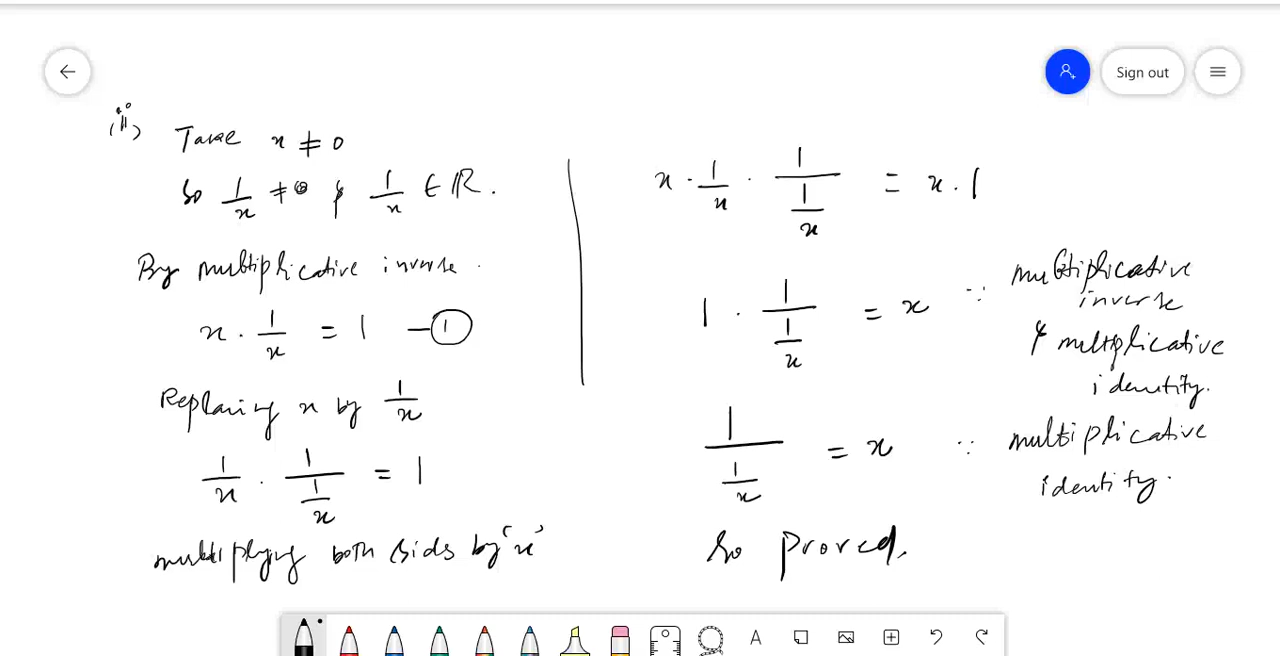 Sign out
(ii) Take x ≠ 0
So 1/x ≠ 0 & 1/x ∈ ℝ.
By multiplicative inverse.
x · 1/x = 1 —①
Replacing x by 1/x
1/x · 1/(1/x) = 1
multiplying both sids by 'x'
x · 1/x · 1/(1/x) = x · 1
1 · 1/(1/x) = x ∵ multiplicative
inverse
& multiplicative
identity.
1/(1/x) = x ∵ multiplicative
identity.
So proved.
A